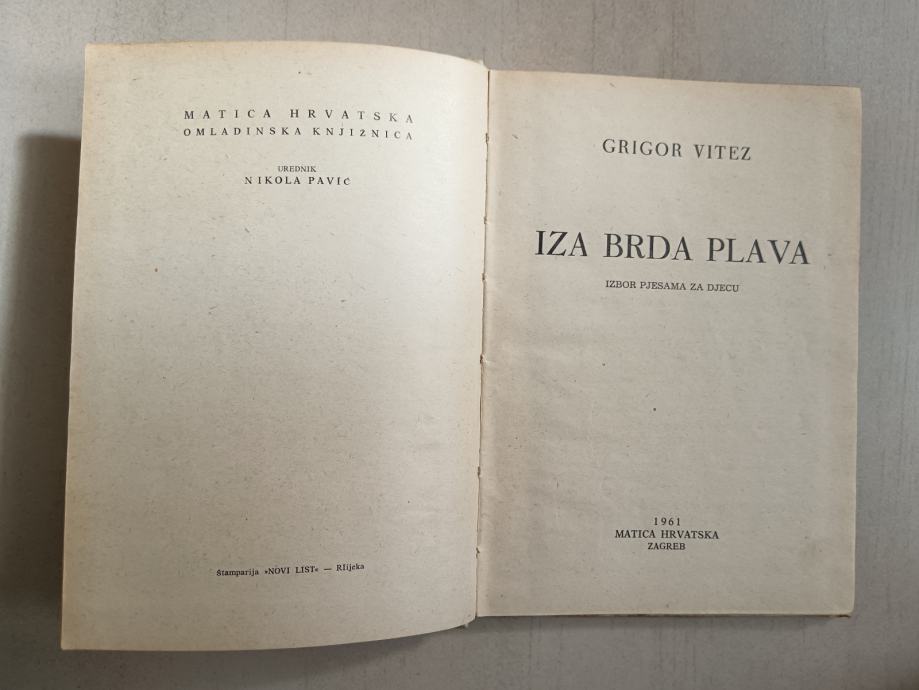 MATICA HRVATSKA
OMLADINSKA KNJIŽNICA
UREDNIK
NIKOLA PAVIĆ
Štamparija »NOVI LIST« — RIijeka
GRIGOR VITEZ
IZA BRDA PLAVA
IZBOR PJESAMA ZA DJECU
1961
MATICA HRVATSKA
ZAGREB